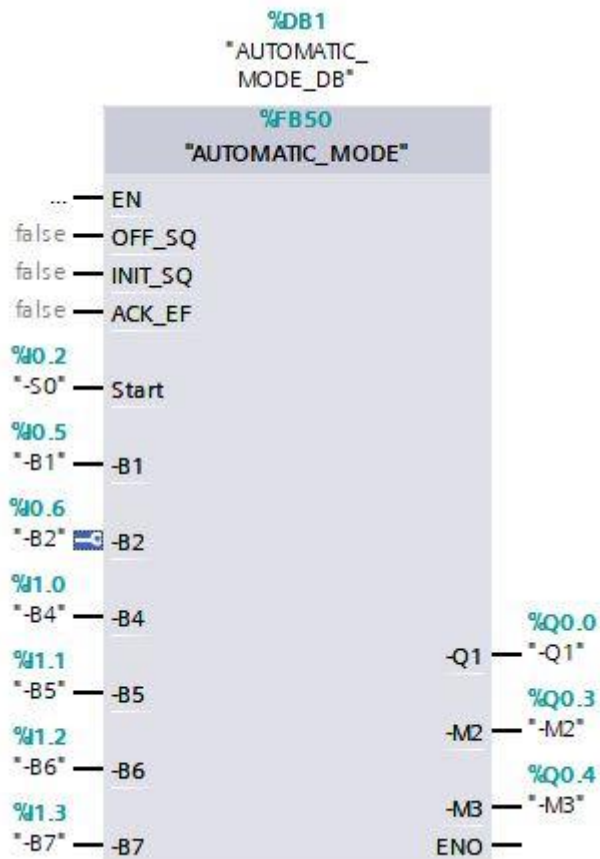 %DB1
"AUTOMATIC_
MODE_DB"
%FB50
"AUTOMATIC_MODE"
... EN
false OFF_SQ
false INIT_SQ
false ACK_EF
%I0.2
"-S0" Start
%I0.5
"-B1" -B1
%I0.6
"-B2" -B2
%I1.0
"-B4" -B4
%Q0.0
-Q1 "-Q1"
%I1.1
"-B5" -B5
%Q0.3
-M2 "-M2"
%I1.2
"-B6" -B6
%Q0.4
-M3 "-M3"
%I1.3
"-B7" -B7
ENO